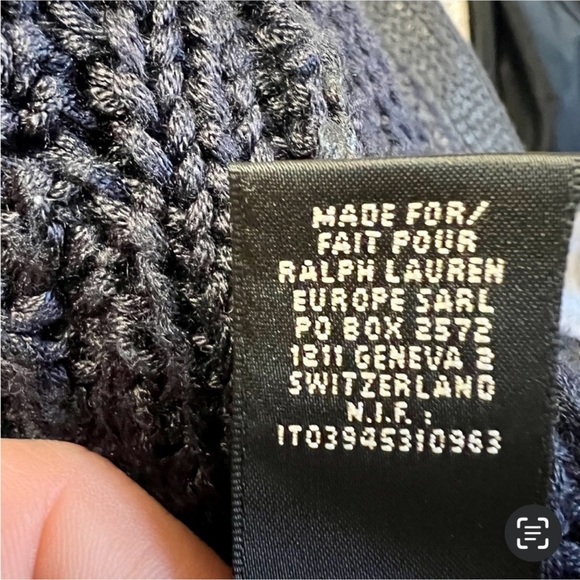 MADE FOR/
FAIT POUR
RALPH LAUREN
EUROPE SARL
PO BOX 2572
1211 GENEVA 2
SWITZERLAND
N.I.F. :
IT03945310963